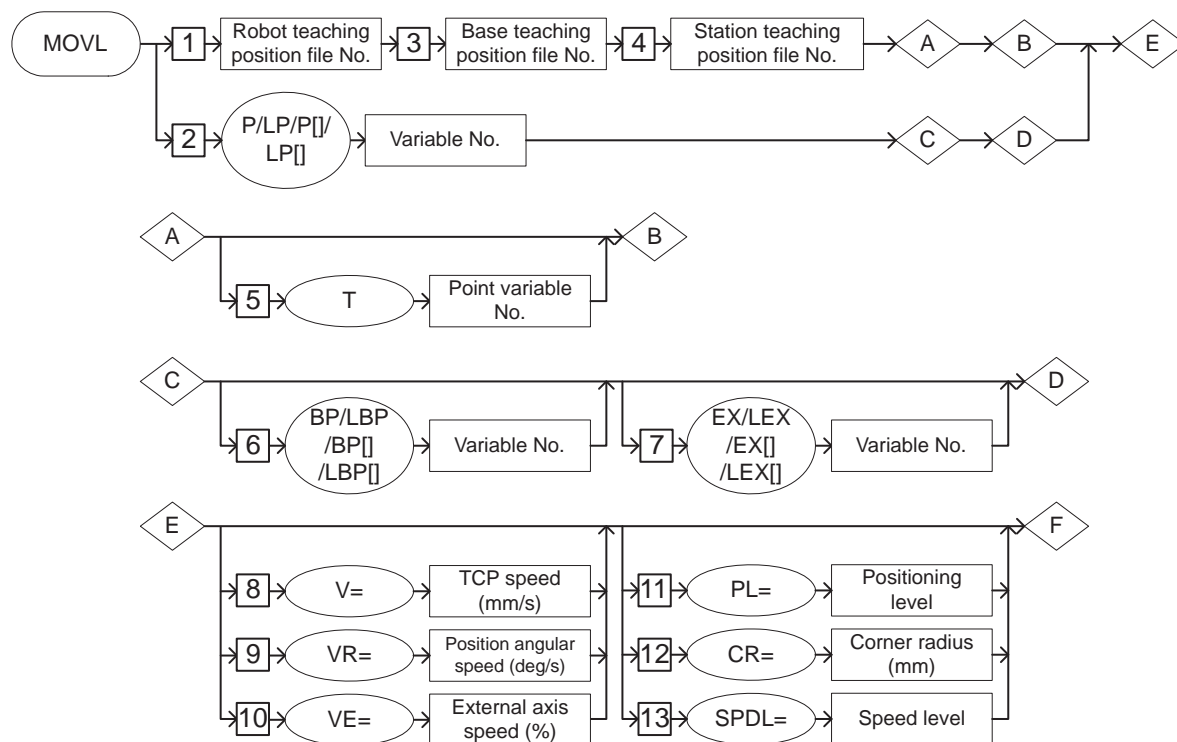 MOVL
1
Robot teaching
position file No.
3
Base teaching
position file No.
4
Station teaching
position file No.
A
B
E
2
P/LP/P[]/
LP[]
Variable No.
C
D
A
B
5
T
Point variable
No.
C
D
6
BP/LBP
/BP[]
/LBP[]
Variable No.
7
EX/LEX
/EX[]
/LEX[]
Variable No.
E
F
8
V=
TCP speed
(mm/s)
11
PL=
Positioning
level
9
VR=
Position angular
speed (deg/s)
12
CR=
Corner radius
(mm)
10
VE=
External axis
speed (%)
13
SPDL=
Speed level